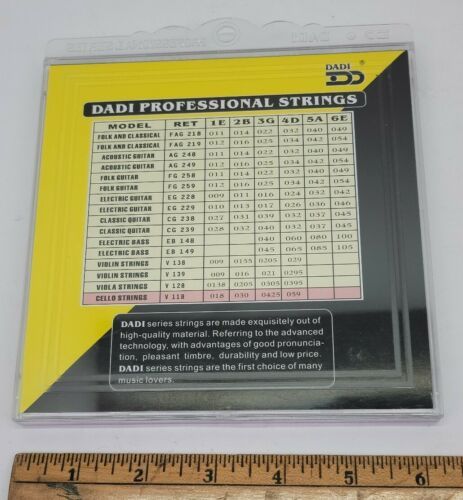 DADI ®
DADI PROFESSIONAL STRINGS
MODEL RET 1E 2B 3G 4D 5A 6E
FOLK AND CLASSICAL FAG 218 011 014 022 032 040 049
FOLK AND CLASSICAL FAG 219 012 016 025 034 042 054
ACOUSTIC GUITAR AG 248 011 014 022 032 040 049
ACOUSTIC GUITAR AG 249 012 016 025 034 042 054
FOLK GUITAR FG 258 011 014 022 032 040 049
FOLK GUITAR FG 259 012 016 025 034 042 054
ELECTRIC GUITAR EG 228 009 011 016 024 032 042
ELECTRIC GUITAR EG 229 010 013 017 026 036 046
CLASSIC QUITAR CG 238 027 031 039 032 037 045
CLASSIC QUITAR CG 239 028 032 040 032 037 045
ELECTRIC BASS EB 148 040 060 080 100
ELECTRIC BASS EB 149 045 065 085 105
VIOLIN STRINGS V 138 009 0155 0205 029
VIOLIN STRINGS V 139 009 016 021 0295
VIOLA STRINGS V 128 0138 0205 0305 0395
CELLO STRINGS V 118 018 030 0425 059
DADI series strings are made exquisitely out of
high-quality material. Referring to the advanced
technology, with advantages of good pronuncia-
tion, pleasant timbre, durability and low price.
DADI series strings are the first choice of many
music lovers.
1 2 3 4 5 6